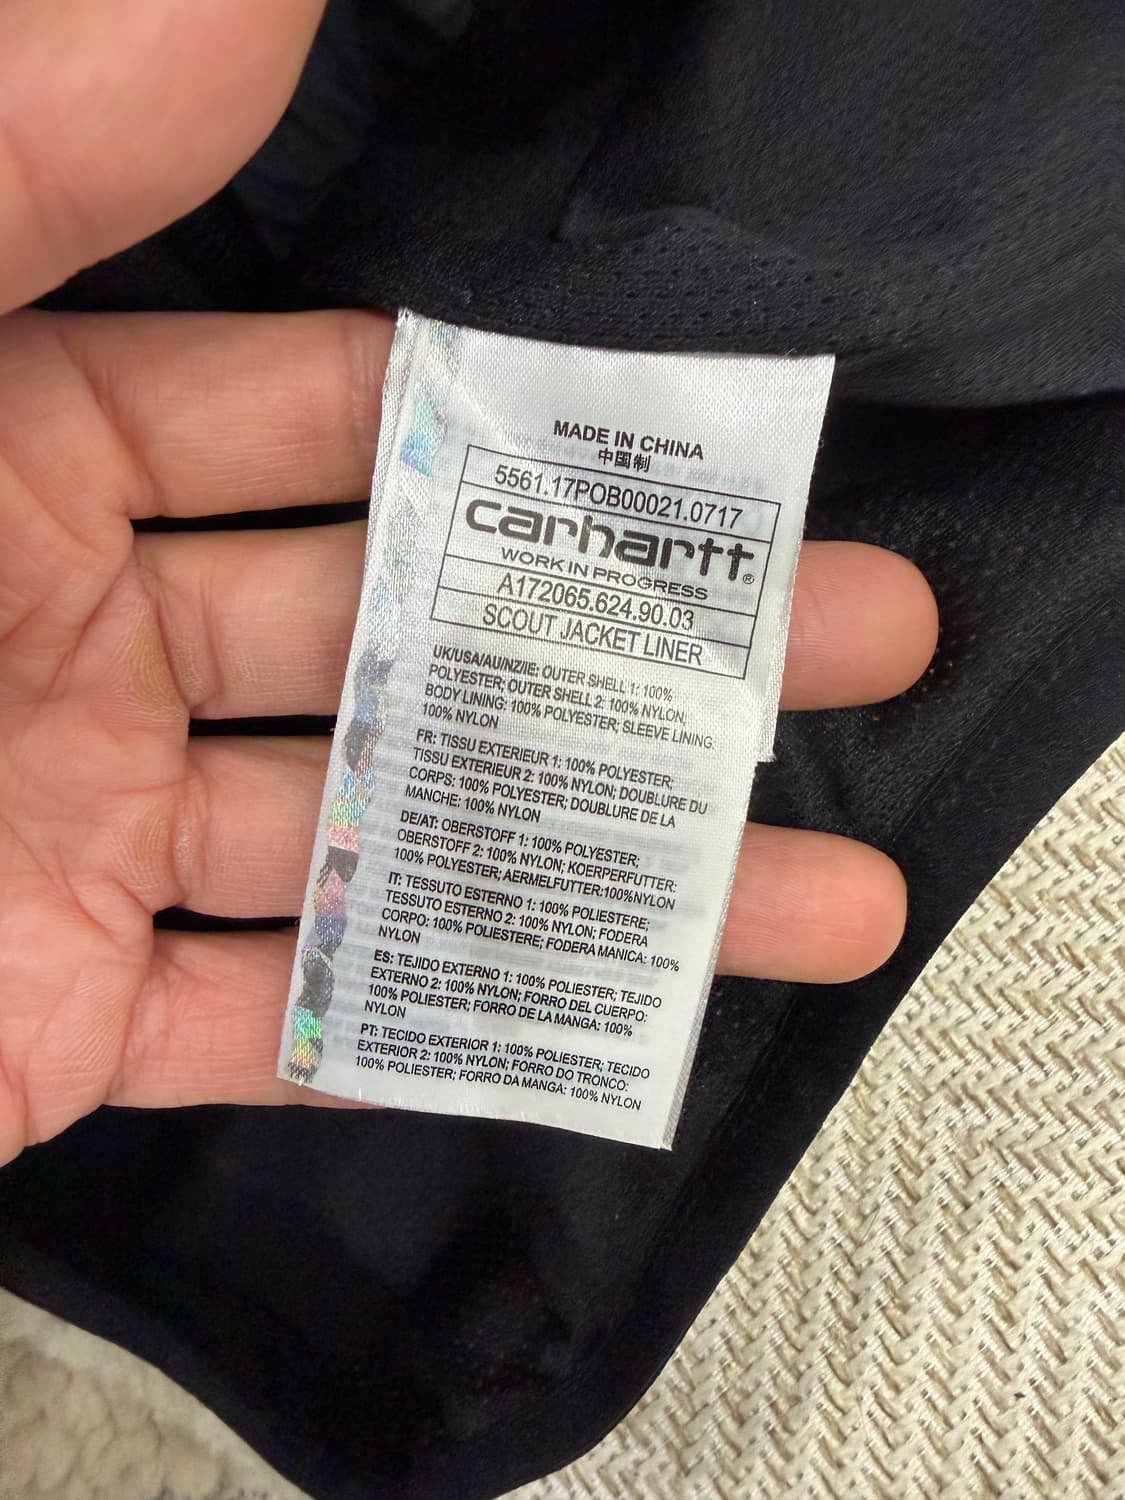 MADE IN CHINA
中国制
5561.17POB00021.0717
carhartt®
WORK IN PROGRESS
A172065.624.90.03
SCOUT JACKET LINER
UK/USA/AU/NZ/IE: OUTER SHELL 1: 100%
POLYESTER; OUTER SHELL 2: 100% NYLON;
BODY LINING: 100% POLYESTER; SLEEVE LINING:
100% NYLON
FR: TISSU EXTERIEUR 1: 100% POLYESTER;
TISSU EXTERIEUR 2: 100% NYLON; DOUBLURE DU
CORPS: 100% POLYESTER; DOUBLURE DE LA
MANCHE: 100% NYLON
DE/AT: OBERSTOFF 1: 100% POLYESTER;
OBERSTOFF 2: 100% NYLON; KOERPERFUTTER:
100% POLYESTER; AERMELFUTTER:100%NYLON
IT: TESSUTO ESTERNO 1: 100% POLIESTERE;
TESSUTO ESTERNO 2: 100% NYLON; FODERA
CORPO: 100% POLIESTERE; FODERA MANICA: 100%
NYLON
ES: TEJIDO EXTERNO 1: 100% POLIESTER; TEJIDO
EXTERNO 2: 100% NYLON; FORRO DEL CUERPO:
100% POLIESTER; FORRO DE LA MANGA: 100%
NYLON
PT: TECIDO EXTERIOR 1: 100% POLIESTER; TECIDO
EXTERIOR 2: 100% NYLON; FORRO DO TRONCO:
100% POLIESTER; FORRO DA MANGA: 100% NYLON